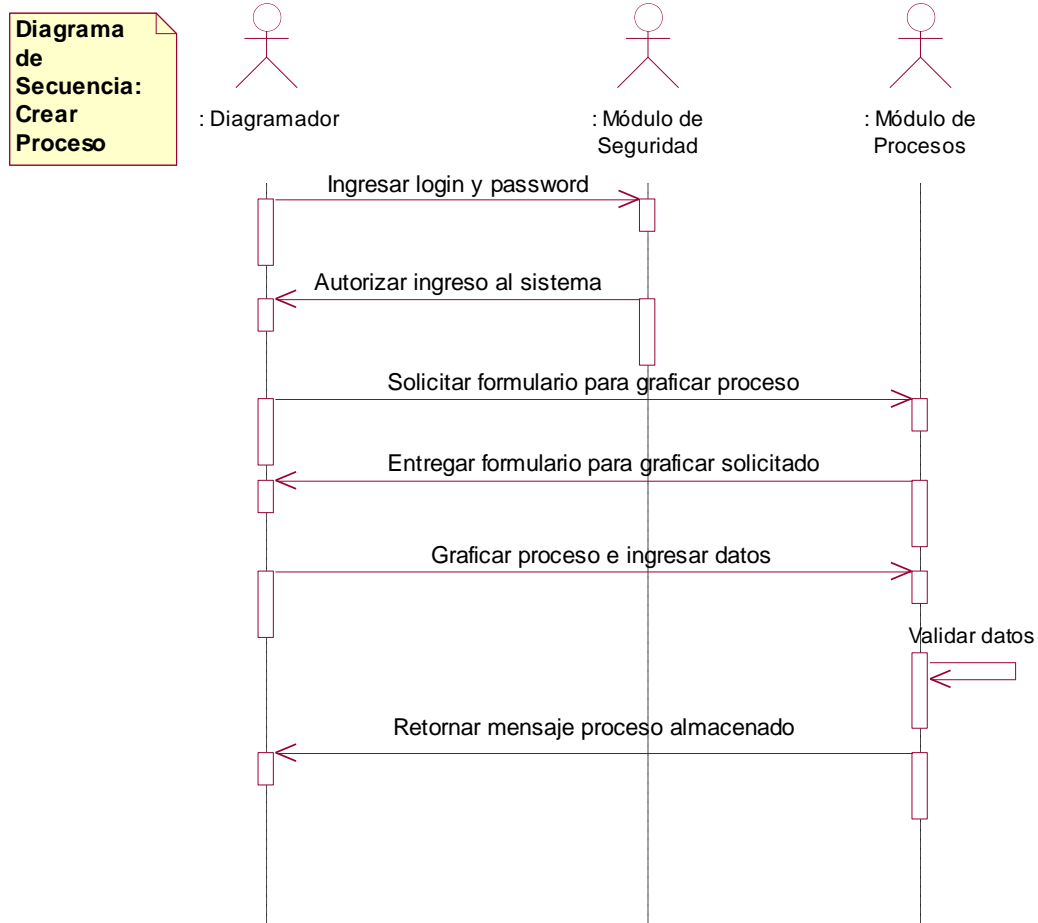 Diagrama
de
Secuencia:
Crear
Proceso
: Diagramador
: Módulo de
Seguridad
: Módulo de
Procesos
Ingresar login y password
Autorizar ingreso al sistema
Solicitar formulario para graficar proceso
Entregar formulario para graficar solicitado
Graficar proceso e ingresar datos
Validar datos
Retornar mensaje proceso almacenado